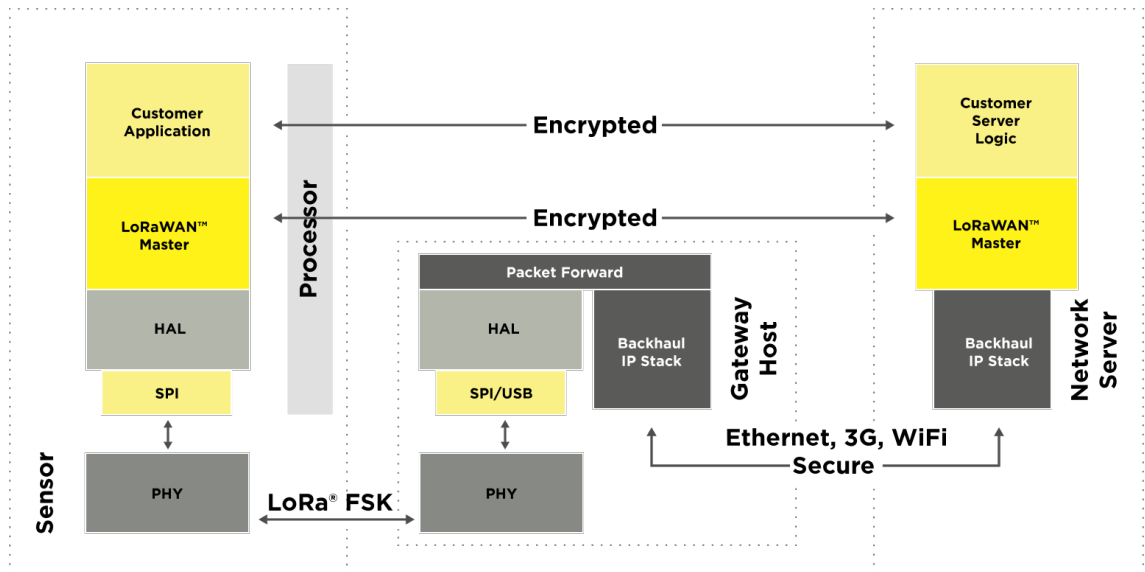 Customer
Application
LoRaWAN™
Master
HAL
SPI
PHY
Sensor
Processor
Encrypted
Encrypted
LoRa® FSK
Packet Forward
HAL
Backhaul
IP Stack
SPI/USB
PHY
Gateway
Host
Ethernet, 3G, WiFi
Secure
Customer
Server
Logic
LoRaWAN™
Master
Backhaul
IP Stack
Network
Server